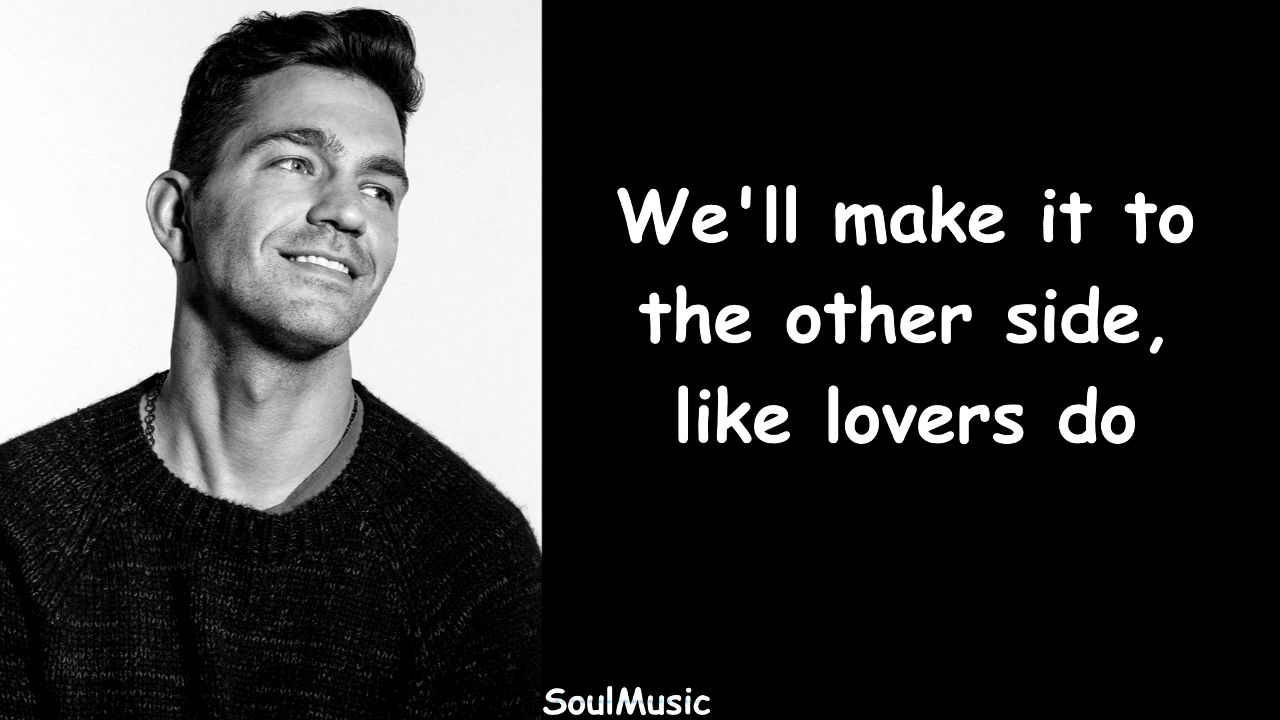 We'll make it to
the other side,
like lovers do
SoulMusic